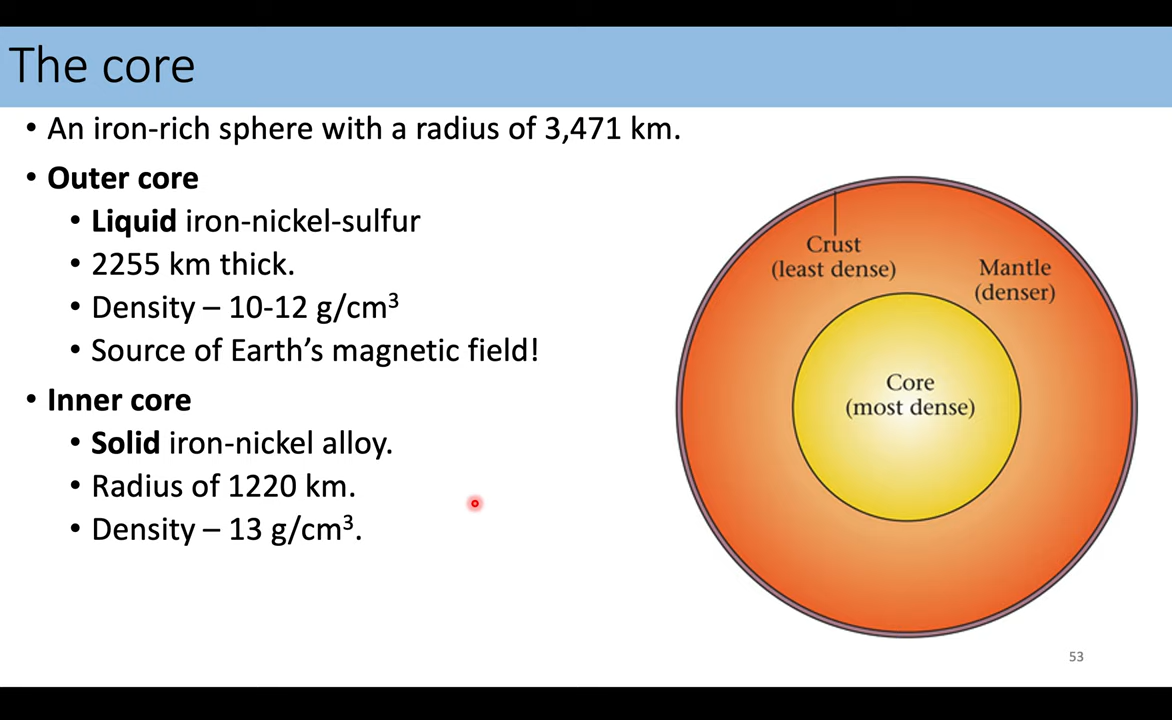 The core
• An iron-rich sphere with a radius of 3,471 km.
• Outer core
• Liquid iron-nickel-sulfur
• 2255 km thick.
• Density – 10-12 g/cm³
• Source of Earth's magnetic field!
• Inner core
• Solid iron-nickel alloy.
• Radius of 1220 km.
• Density – 13 g/cm³.
Crust
(least dense)
Mantle
(denser)
Core
(most dense)
53